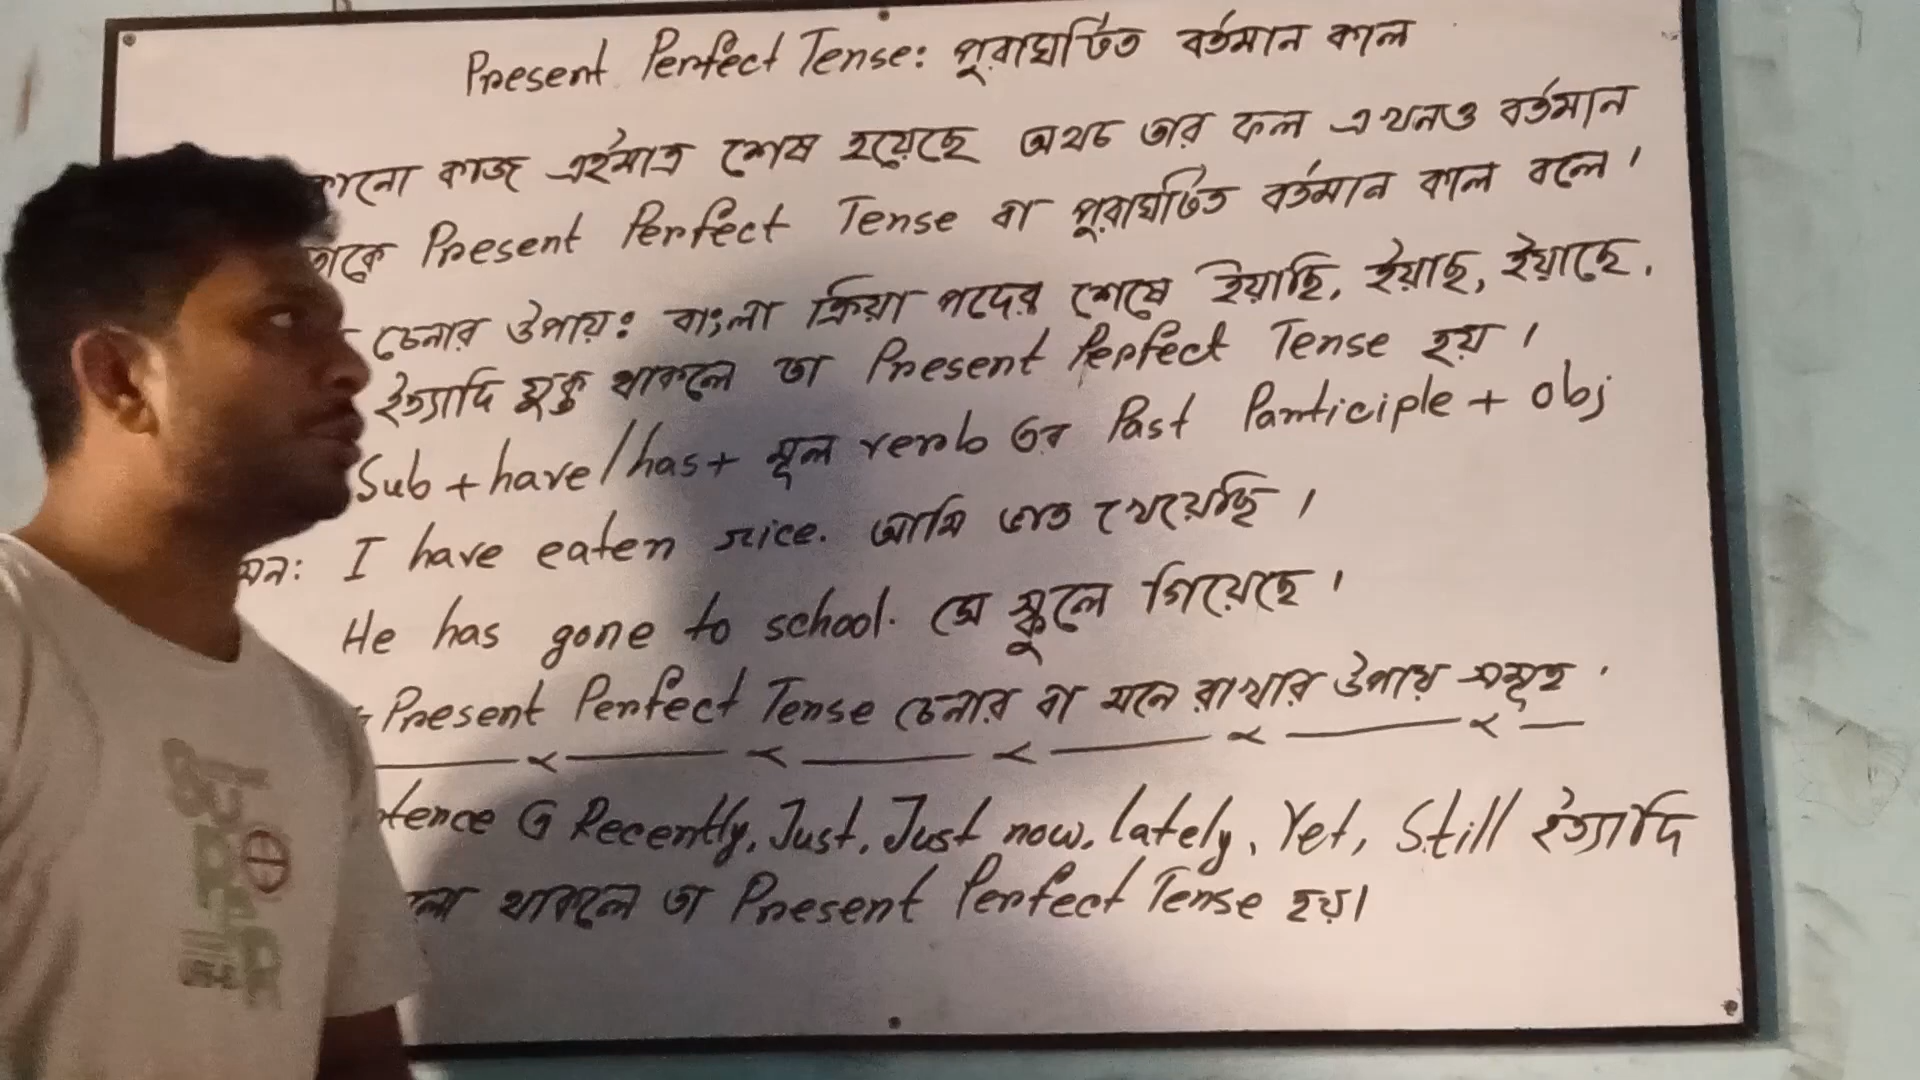 Present Perfect Tense: পুরাঘটিত বর্তমান কাল
কোনো কাজ এইমাত্র শেষ হয়েছে অথচ তার ফল এখনও বর্তমান
তাকে Present Perfect Tense বা পুরাঘটিত বর্তমান কাল বলে।
চেনার উপায়: বাংলা ক্রিয়া পদের শেষে ইয়াছি, ইয়াছ, ইয়াছে,
ইত্যাদি যুক্ত থাকলে তা Present Perfect Tense হয়।
Sub + have/has + মূল verb এর Past Participle + obj
মন: I have eaten rice. আমি ভাত খেয়েছি।
He has gone to school. সে স্কুলে গিয়েছে।
Present Perfect Tense চেনার বা মনে রাখার উপায় সমূহ.
tence এ Recently, Just, Just now, lately, Yet, Still ইত্যাদি
লো থাকলে তা Present Perfect Tense হয়।